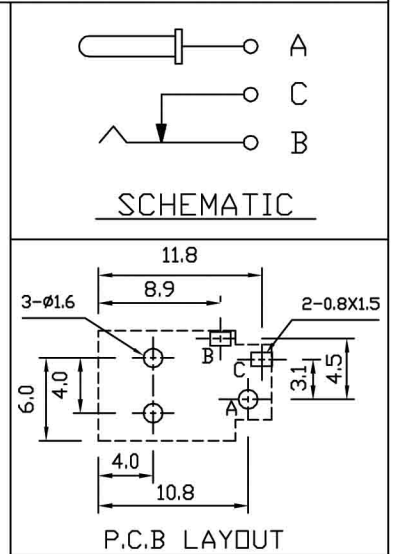 A
C
B
SCHEMATIC
11.8
8.9
3-Ø1.6
2-0.8X1.5
B
C
A
6.0
4.0
3.1
4.5
4.0
10.8
P.C.B LAYOUT